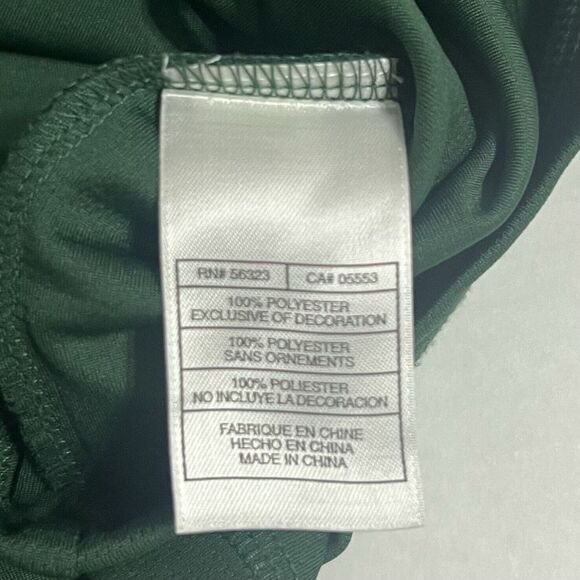 RN# 56323 CA# 05553
100% POLYESTER
EXCLUSIVE OF DECORATION
100% POLYESTER
SANS ORNEMENTS
100% POLIESTER
NO INCLUYE LA DECORACION
FABRIQUE EN CHINE
HECHO EN CHINA
MADE IN CHINA